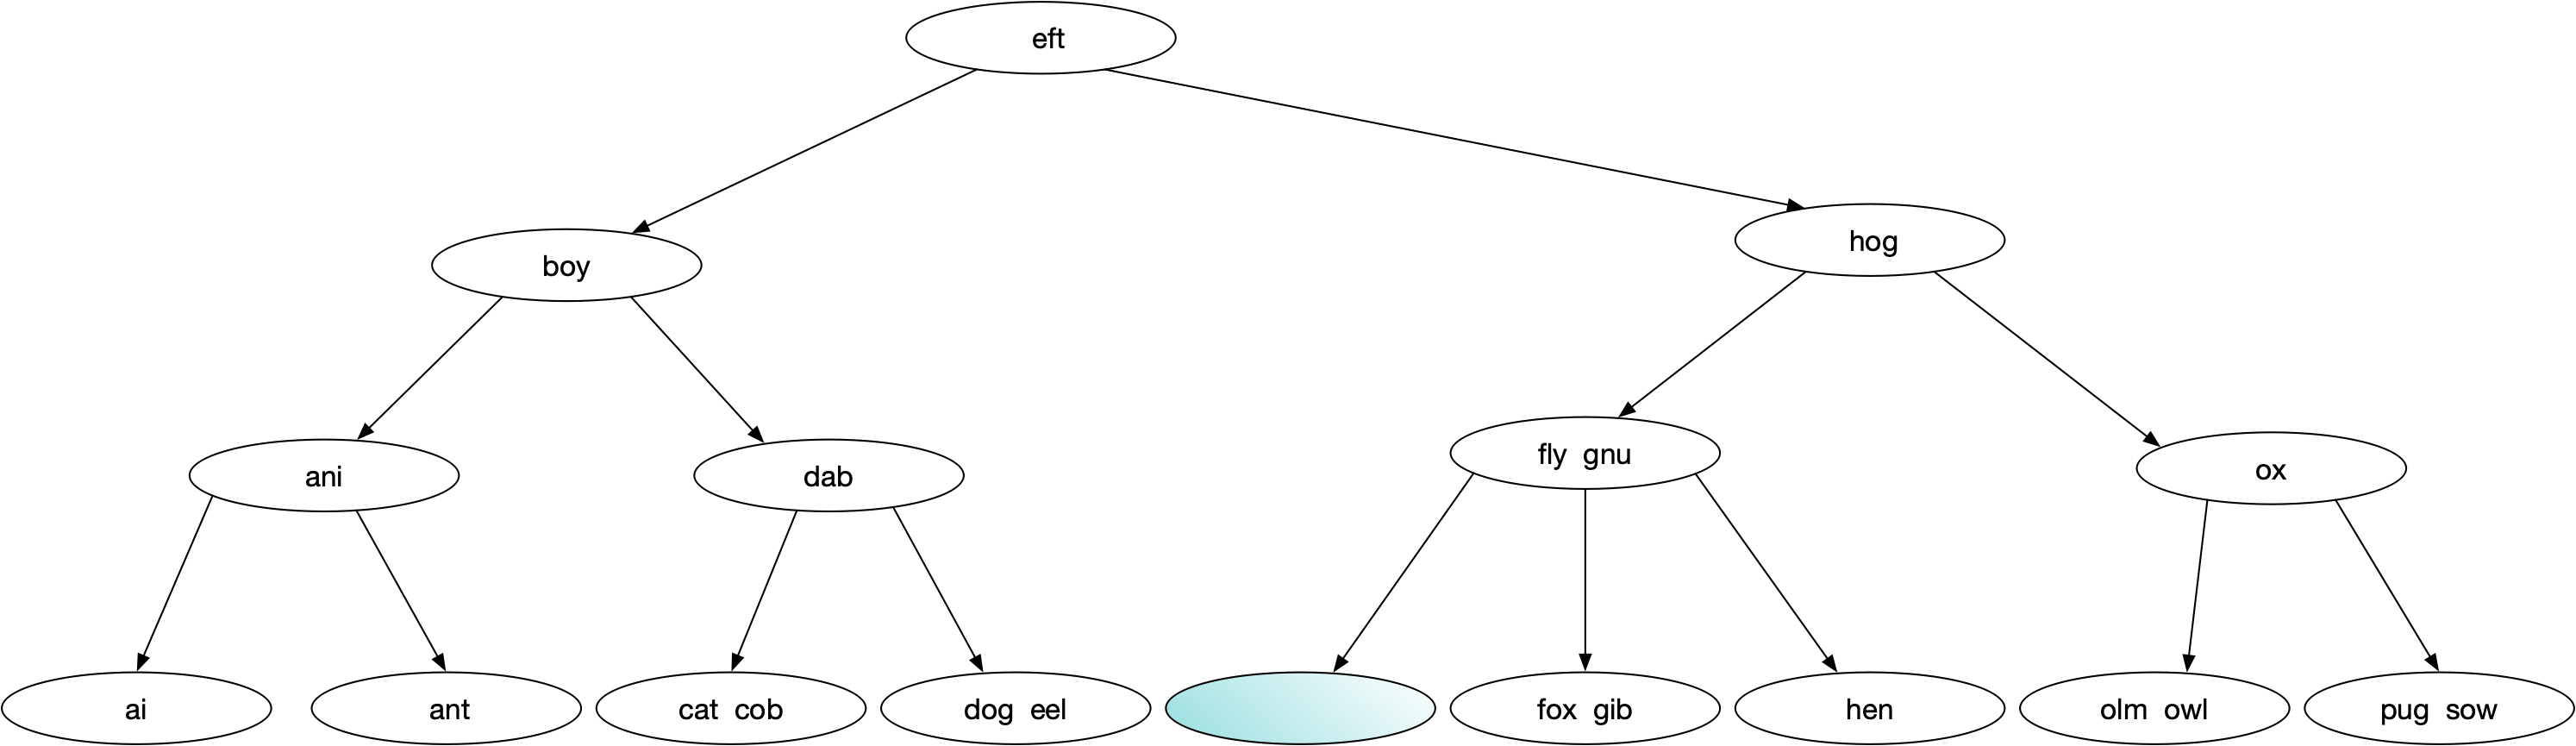 eft
boy
hog
ani
dab
fly gnu
ox
ai
ant
cat cob
dog eel
fox gib
hen
olm owl
pug sow